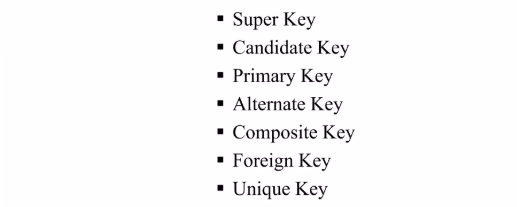 ▪ Super Key
▪ Candidate Key
▪ Primary Key
▪ Alternate Key
▪ Composite Key
▪ Foreign Key
▪ Unique Key